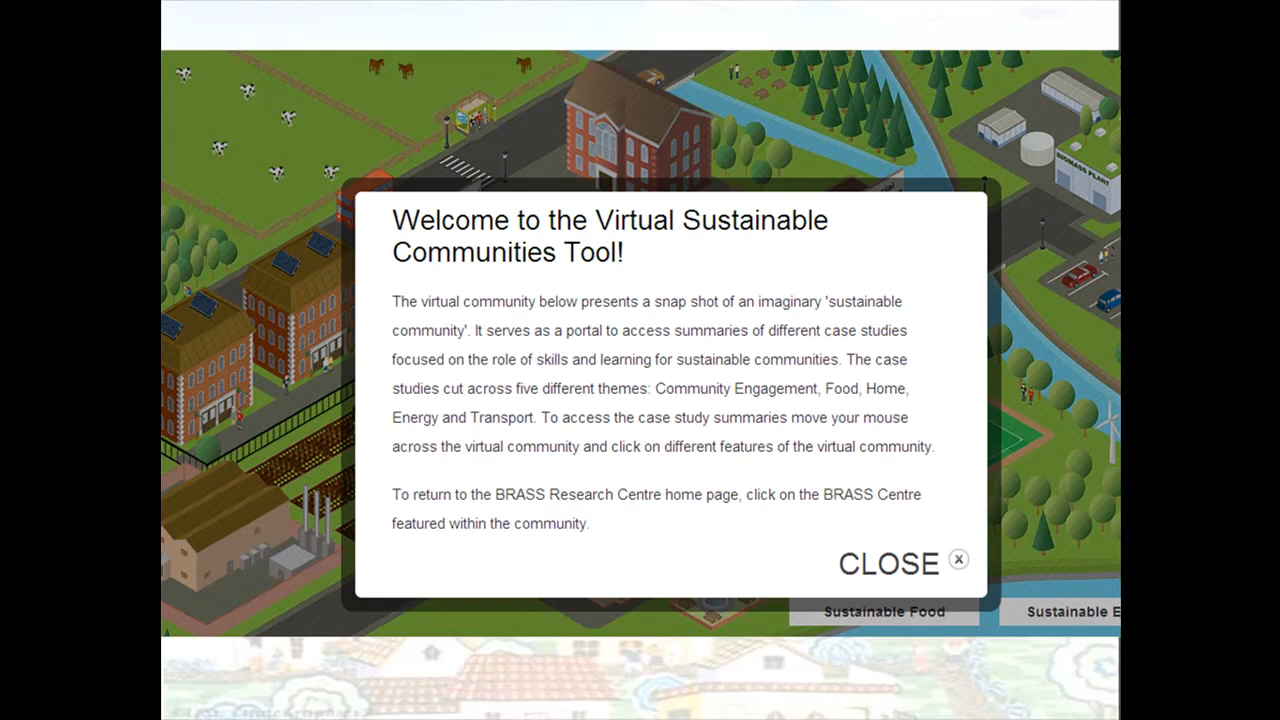 BIOMASS PLANT
Welcome to the Virtual Sustainable
Communities Tool!
The virtual community below presents a snap shot of an imaginary 'sustainable
community'. It serves as a portal to access summaries of different case studies
focused on the role of skills and learning for sustainable communities. The case
studies cut across five different themes: Community Engagement, Food, Home,
Energy and Transport. To access the case study summaries move your mouse
across the virtual community and click on different features of the virtual community.
To return to the BRASS Research Centre home page, click on the BRASS Centre
featured within the community.
CLOSE x
Sustainable Food
Sustainable E